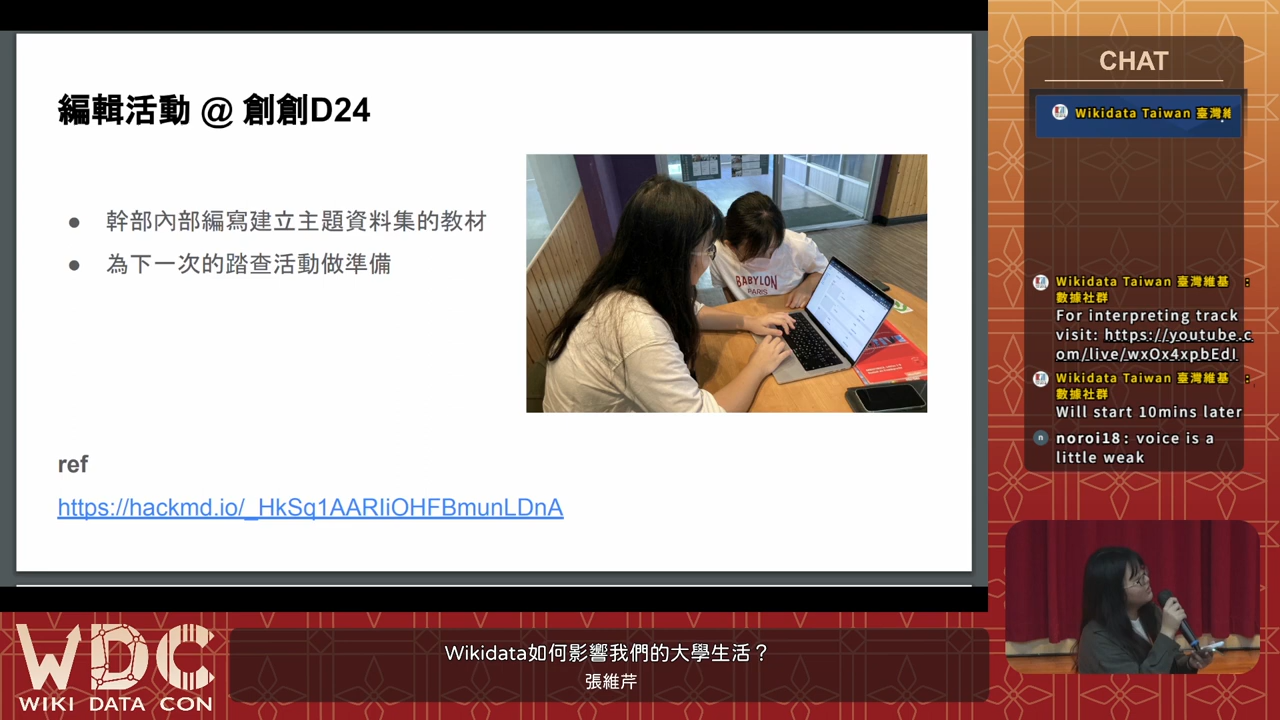 編輯活動 @ 創創D24
● 幹部內部編寫建立主題資料集的教材
● 為下一次的踏查活動做準備
BABYLON
PARIS
ref
https://hackmd.io/_HkSq1AARIiOHFBmunLDnA
CHAT
Wikidata Taiwan 臺灣維
Wikidata Taiwan 臺灣維基 :
數據社群
For interpreting track
visit: https://youtube.c
om/live/wxOx4xpbEdI
Wikidata Taiwan 臺灣維基 :
數據社群
Will start 10mins later
n noroi18: voice is a
little weak
WDC
WIKI DATA CON
Wikidata如何影響我們的大學生活？
張維芹